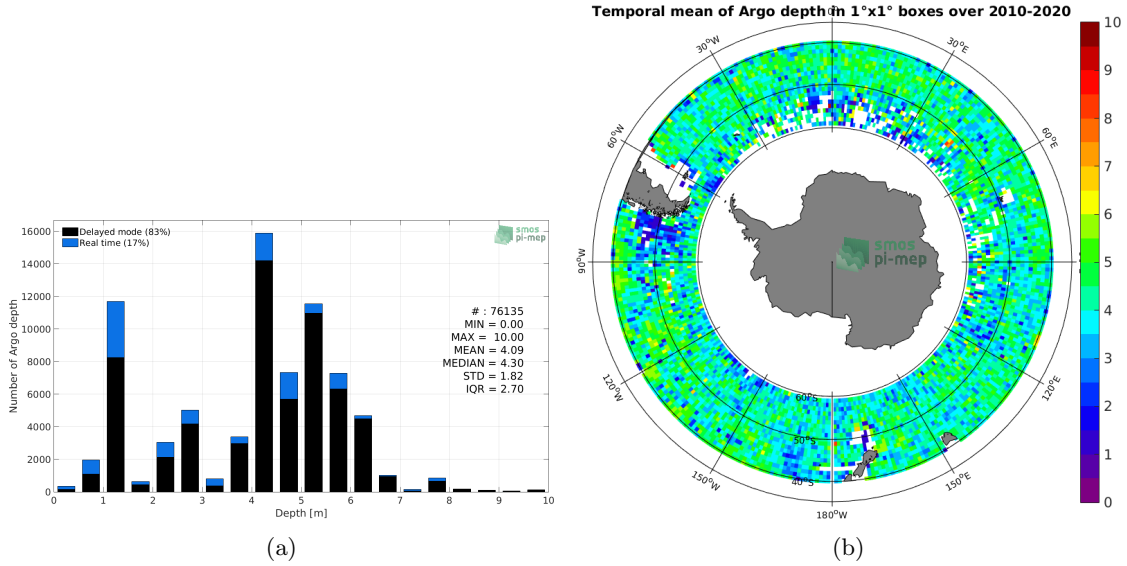 Temporal mean of Argo depth in 1°x1° boxes over 2010-2020
Delayed mode (83%)
Real time (17%)
smos
pi-mep
# : 76135
MIN = 0.00
MAX = 10.00
MEAN = 4.09
MEDIAN = 4.30
STD = 1.82
IQR = 2.70
Number of Argo depth
16000
14000
12000
10000
8000
6000
4000
2000
0
0 1 2 3 4 5 6 7 8 9 10
Depth [m]
(a)
30°W
30°E
60°W
60°E
90°W
120°W
120°E
150°W
150°E
180°W
60°S
50°S
40°S
smos
pi-mep
10
9
8
7
6
5
4
3
2
1
0
(b)